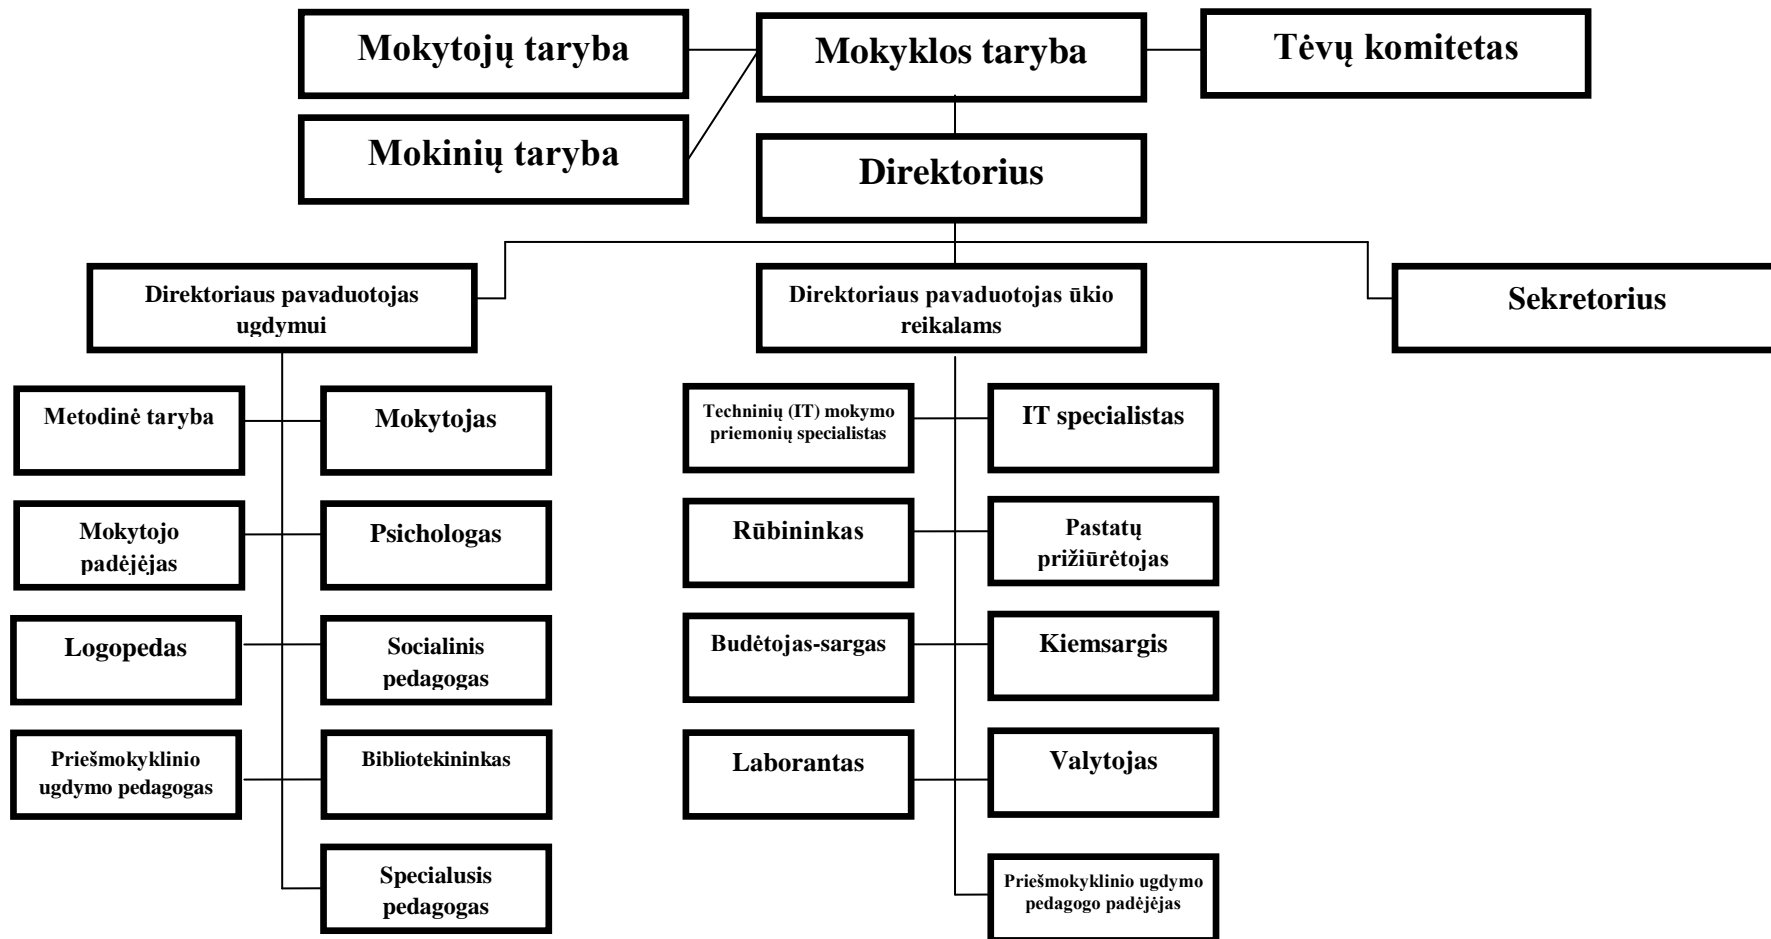 Mokytojų taryba
Mokyklos taryba
Tėvų komitetas
Mokinių taryba
Direktorius
Direktoriaus pavaduotojas
ugdymui
Direktoriaus pavaduotojas ūkio
reikalams
Sekretorius
Metodinė taryba
Mokytojas
Techninių (IT) mokymo
priemonių specialistas
IT specialistas
Mokytojo
padėjėjas
Psichologas
Rūbininkas
Pastatų
prižiūrėtojas
Logopedas
Socialinis
pedagogas
Budėtojas-sargas
Kiemsargis
Priešmokyklinio
ugdymo pedagogas
Bibliotekininkas
Laborantas
Valytojas
Specialusis
pedagogas
Priešmokyklinio ugdymo
pedagogo padėjėjas